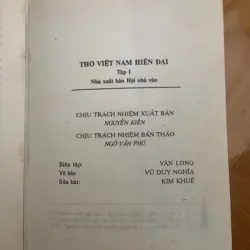 THƠ VIỆT NAM HIỆN ĐẠI
Tập 1
Nhà xuất bản Hội nhà văn
CHỊU TRÁCH NHIỆM XUẤT BẢN
NGUYỄN KIÊN
CHỊU TRÁCH NHIỆM BẢN THẢO
NGÔ VĂN PHÚ
Biên tập: VÂN LONG
Vẽ bìa: VŨ DUY NGHĨA
Sửa bài: KIM KHUÊ